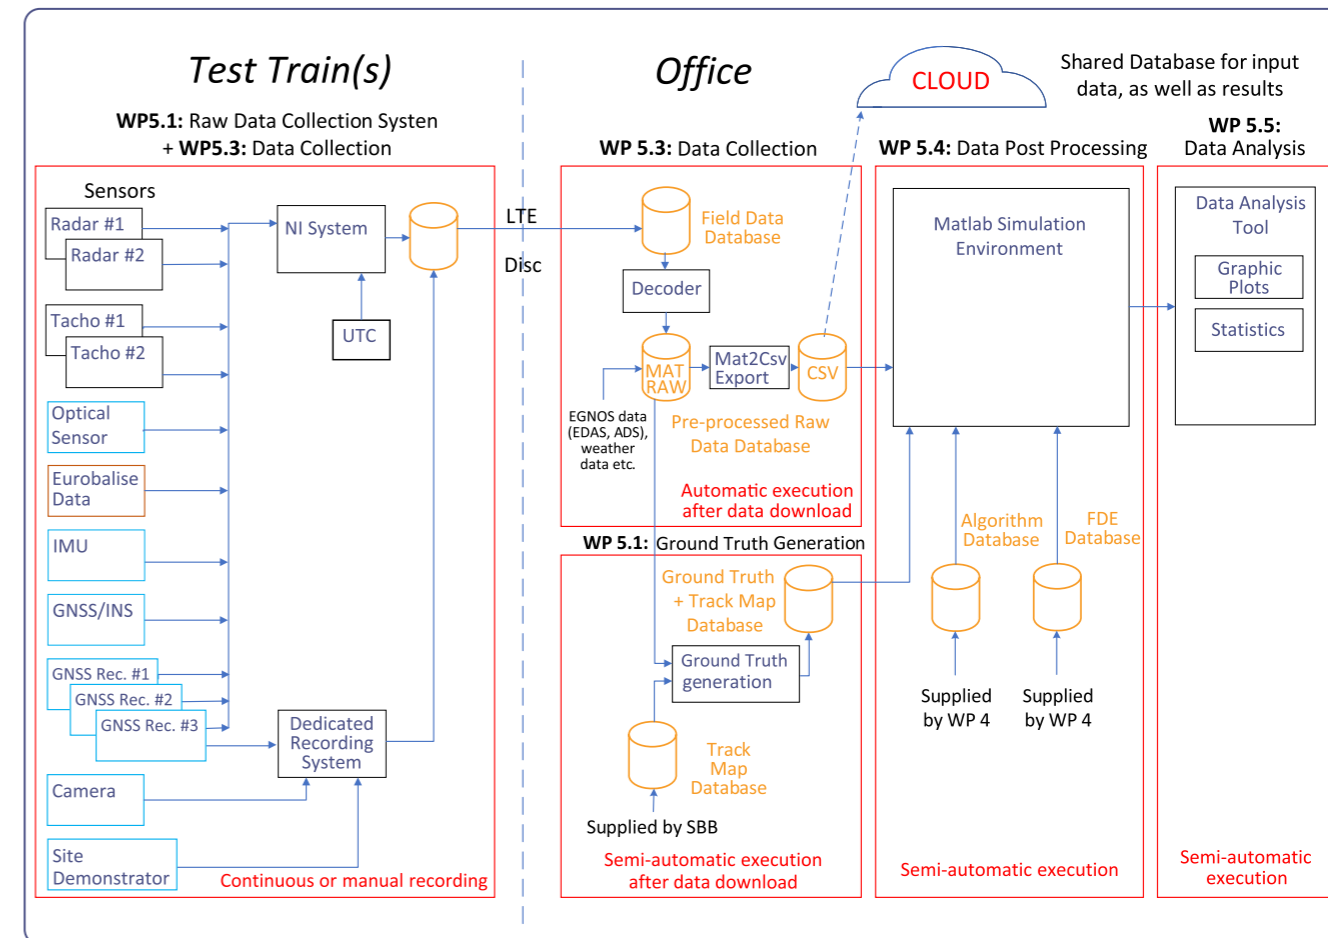 Test Train(s)
WP5.1: Raw Data Collection Systen
+ WP5.3: Data Collection
Sensors
Radar #1
Radar #2
Tacho #1
Tacho #2
Optical
Sensor
Eurobalise
Data
IMU
GNSS/INS
GNSS Rec. #1
GNSS Rec. #2
GNSS Rec. #3
Camera
Site
Demonstrator
NI System
UTC
Dedicated
Recording
System
Continuous or manual recording
LTE
Disc
Office
WP 5.3: Data Collection
Field Data
Database
Decoder
MAT
RAW
Mat2Csv
Export
CSV
EGNOS data
(EDAS, ADS),
weather
data etc.
Pre-processed Raw
Data Database
Automatic execution
after data download
WP 5.1: Ground Truth Generation
Ground Truth
+ Track Map
Database
Ground Truth
generation
Track
Map
Database
Supplied by SBB
Semi-automatic execution
after data download
CLOUD
Shared Database for input
data, as well as results
WP 5.4: Data Post Processing
Matlab Simulation
Environment
Algorithm
Database
FDE
Database
Supplied
by WP 4
Supplied
by WP 4
Semi-automatic execution
WP 5.5:
Data Analysis
Data Analysis
Tool
Graphic
Plots
Statistics
Semi-automatic
execution